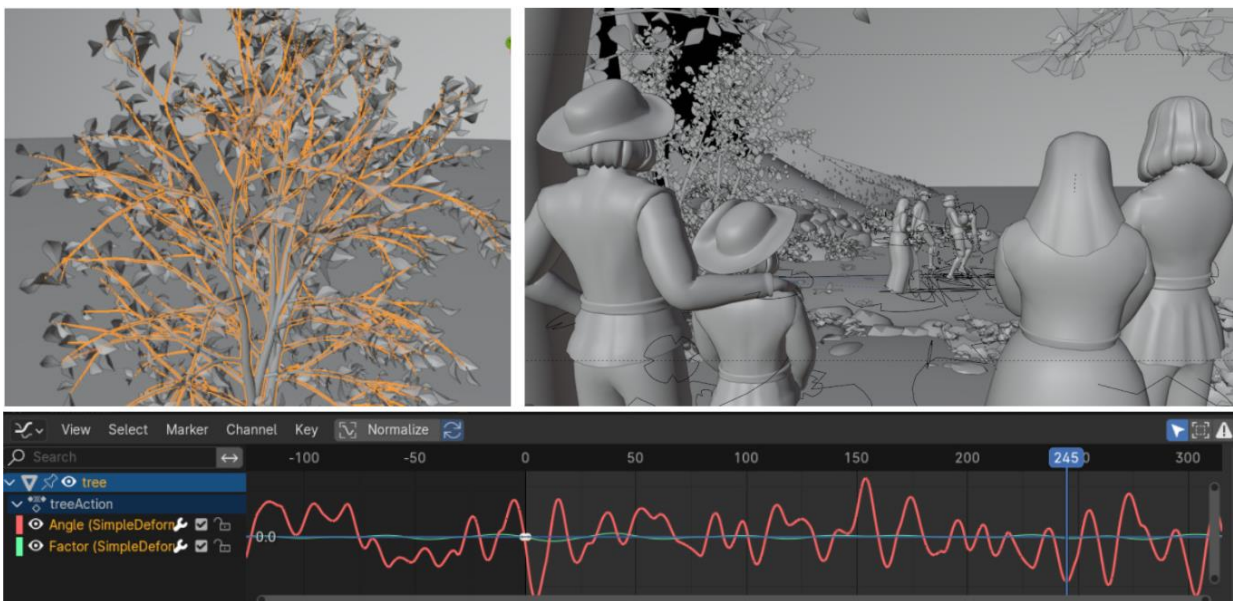 View Select Marker Channel Key Normalize
Search -100 -50 0 50 100 150 200 245 300
tree
treeAction
Angle (SimpleDeforn
0.0
Factor (SimpleDefor